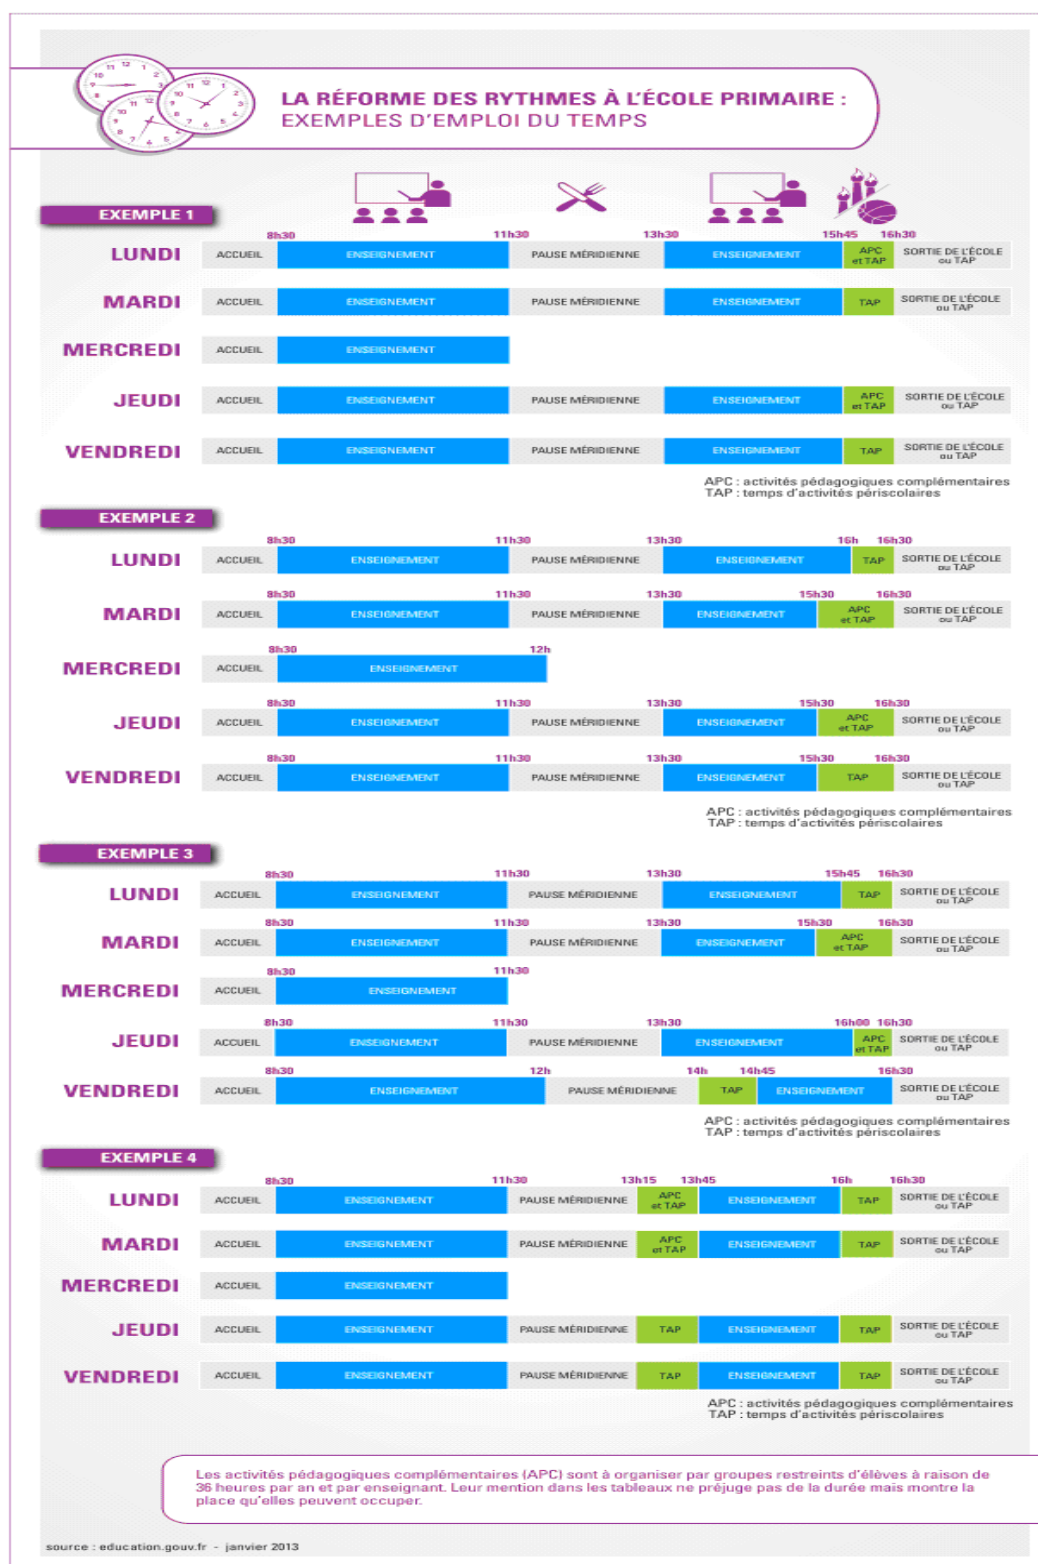 LA RÉFORME DES RYTHMES À L'ÉCOLE PRIMAIRE :
EXEMPLES D'EMPLOI DU TEMPS
EXEMPLE 1
8h30 11h30 13h30 15h45 16h30
LUNDI ACCUEIL ENSEIGNEMENT PAUSE MÉRIDIENNE ENSEIGNEMENT APC et TAP SORTIE DE L'ÉCOLE ou TAP
MARDI ACCUEIL ENSEIGNEMENT PAUSE MÉRIDIENNE ENSEIGNEMENT TAP SORTIE DE L'ÉCOLE ou TAP
MERCREDI ACCUEIL ENSEIGNEMENT
JEUDI ACCUEIL ENSEIGNEMENT PAUSE MÉRIDIENNE ENSEIGNEMENT APC et TAP SORTIE DE L'ÉCOLE ou TAP
VENDREDI ACCUEIL ENSEIGNEMENT PAUSE MÉRIDIENNE ENSEIGNEMENT TAP SORTIE DE L'ÉCOLE ou TAP
APC : activités pédagogiques complémentaires
TAP : temps d'activités périscolaires
EXEMPLE 2
8h30 11h30 13h30 16h 16h30
LUNDI ACCUEIL ENSEIGNEMENT PAUSE MÉRIDIENNE ENSEIGNEMENT TAP SORTIE DE L'ÉCOLE ou TAP
8h30 11h30 13h30 15h30 16h30
MARDI ACCUEIL ENSEIGNEMENT PAUSE MÉRIDIENNE ENSEIGNEMENT APC et TAP SORTIE DE L'ÉCOLE ou TAP
8h30 12h
MERCREDI ACCUEIL ENSEIGNEMENT
8h30 11h30 13h30 15h30 16h30
JEUDI ACCUEIL ENSEIGNEMENT PAUSE MÉRIDIENNE ENSEIGNEMENT APC et TAP SORTIE DE L'ÉCOLE ou TAP
8h30 11h30 13h30 15h30 16h30
VENDREDI ACCUEIL ENSEIGNEMENT PAUSE MÉRIDIENNE ENSEIGNEMENT TAP SORTIE DE L'ÉCOLE ou TAP
APC : activités pédagogiques complémentaires
TAP : temps d'activités périscolaires
EXEMPLE 3
8h30 11h30 13h30 15h45 16h30
LUNDI ACCUEIL ENSEIGNEMENT PAUSE MÉRIDIENNE ENSEIGNEMENT TAP SORTIE DE L'ÉCOLE ou TAP
8h30 11h30 13h30 15h30 16h30
MARDI ACCUEIL ENSEIGNEMENT PAUSE MÉRIDIENNE ENSEIGNEMENT APC et TAP SORTIE DE L'ÉCOLE ou TAP
8h30 11h30
MERCREDI ACCUEIL ENSEIGNEMENT
8h30 11h30 13h30 16h00 16h30
JEUDI ACCUEIL ENSEIGNEMENT PAUSE MÉRIDIENNE ENSEIGNEMENT APC et TAP SORTIE DE L'ÉCOLE ou TAP
8h30 12h 14h 14h45 16h30
VENDREDI ACCUEIL ENSEIGNEMENT PAUSE MÉRIDIENNE TAP ENSEIGNEMENT SORTIE DE L'ÉCOLE ou TAP
APC : activités pédagogiques complémentaires
TAP : temps d'activités périscolaires
EXEMPLE 4
8h30 11h30 13h15 13h45 16h 16h30
LUNDI ACCUEIL ENSEIGNEMENT PAUSE MÉRIDIENNE APC et TAP ENSEIGNEMENT TAP SORTIE DE L'ÉCOLE ou TAP
MARDI ACCUEIL ENSEIGNEMENT PAUSE MÉRIDIENNE APC et TAP ENSEIGNEMENT TAP SORTIE DE L'ÉCOLE ou TAP
MERCREDI ACCUEIL ENSEIGNEMENT
JEUDI ACCUEIL ENSEIGNEMENT PAUSE MÉRIDIENNE TAP ENSEIGNEMENT TAP SORTIE DE L'ÉCOLE ou TAP
VENDREDI ACCUEIL ENSEIGNEMENT PAUSE MÉRIDIENNE TAP ENSEIGNEMENT TAP SORTIE DE L'ÉCOLE ou TAP
APC : activités pédagogiques complémentaires
TAP : temps d'activités périscolaires
Les activités pédagogiques complémentaires (APC) sont à organiser par groupes restreints d'élèves à raison de
36 heures par an et par enseignant. Leur mention dans les tableaux ne préjuge pas de la durée mais montre la
place qu'elles peuvent occuper.
source : education.gouv.fr - janvier 2013